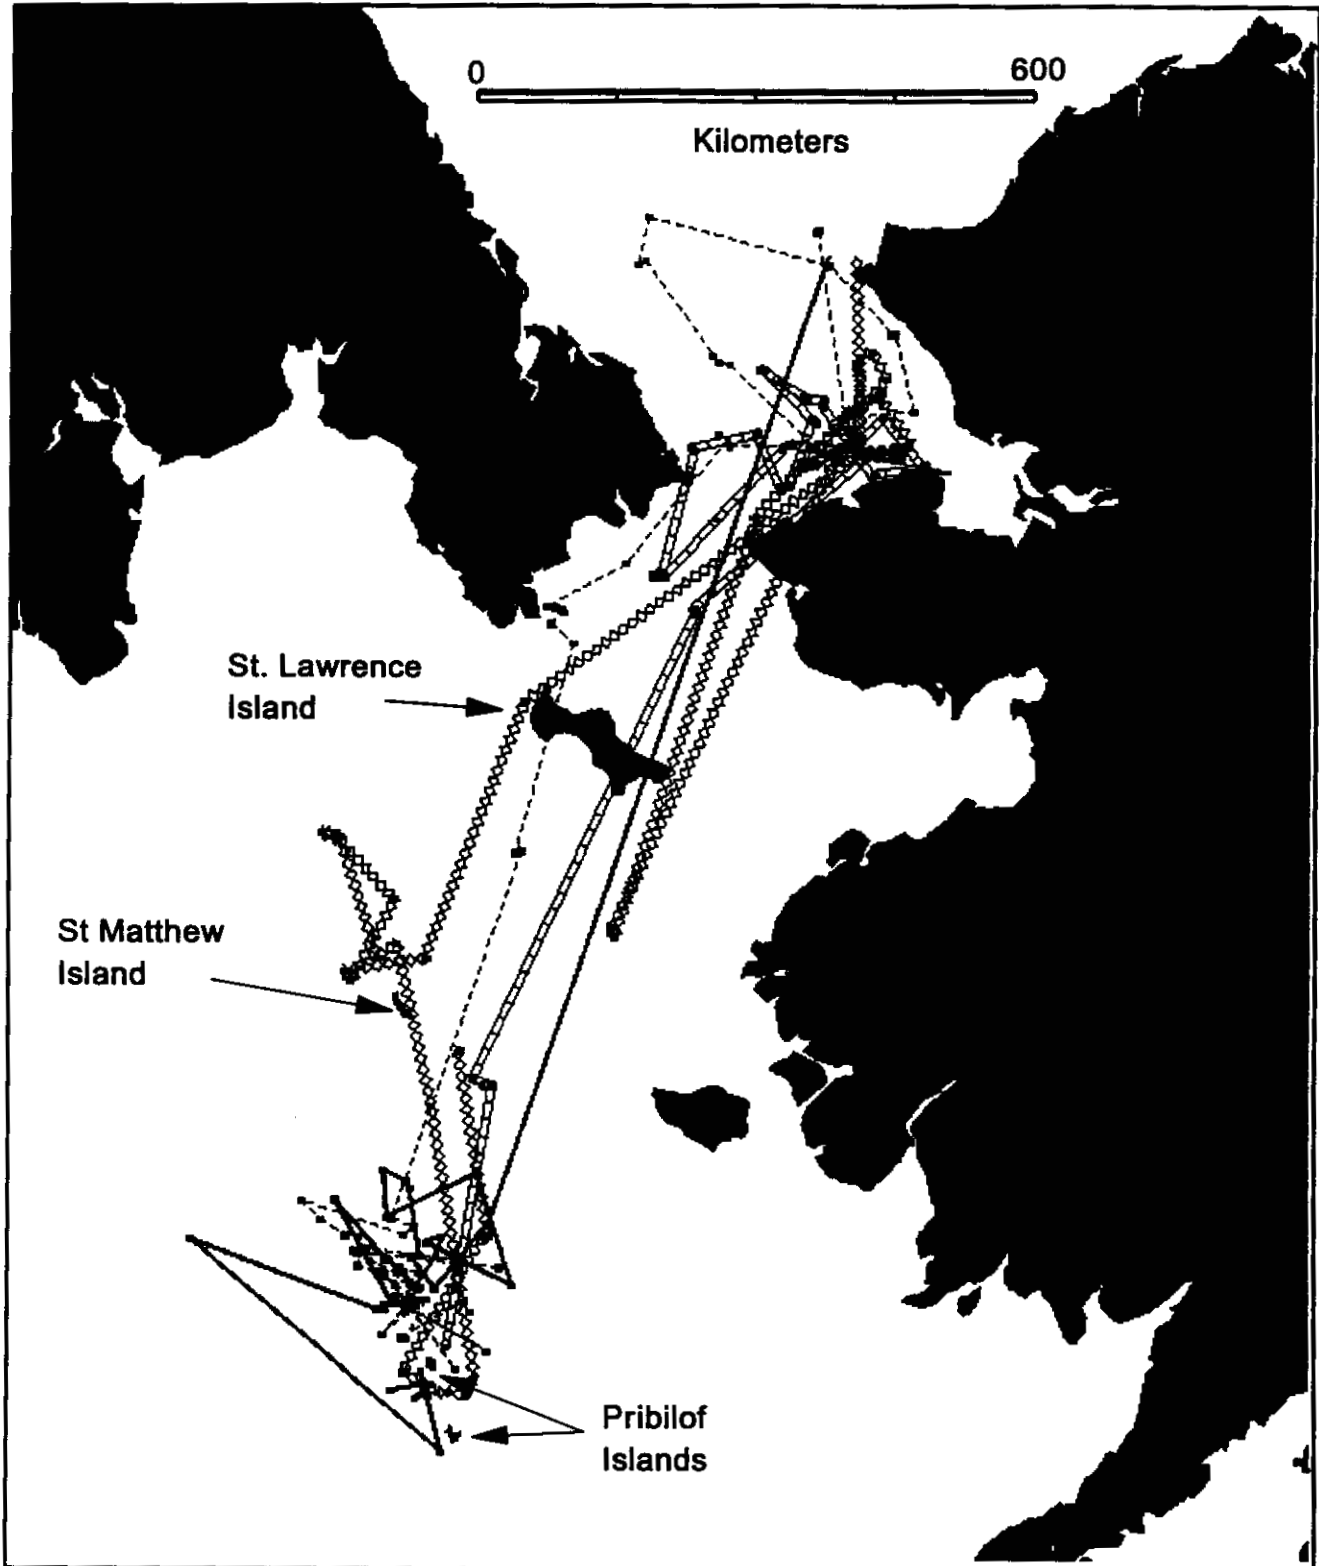 0 600
Kilometers
St. Lawrence
Island
St Matthew
Island
Pribilof
Islands